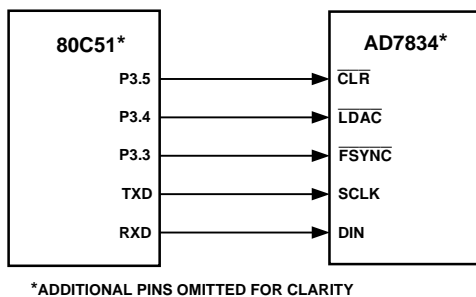 80C51*
AD7834*
P3.5
CLR
P3.4
LDAC
P3.3
FSYNC
TXD
SCLK
RXD
DIN
*ADDITIONAL PINS OMITTED FOR CLARITY